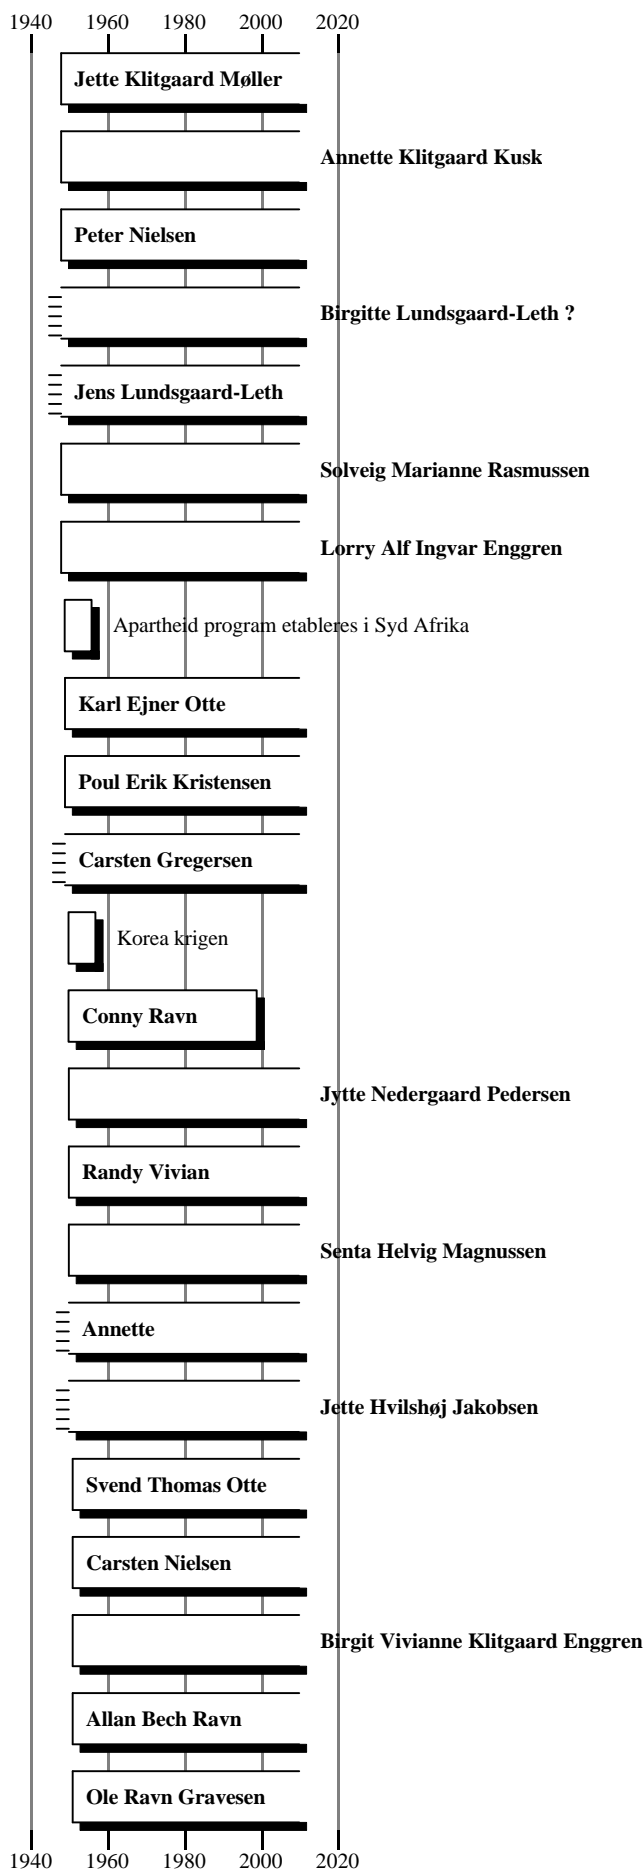 1940 1960 1980 2000 2020
Jette Klitgaard Møller
Annette Klitgaard Kusk
Peter Nielsen
Birgitte Lundsgaard-Leth ?
Jens Lundsgaard-Leth
Solveig Marianne Rasmussen
Lorry Alf Ingvar Enggren
Apartheid program etableres i Syd Afrika
Karl Ejner Otte
Poul Erik Kristensen
Carsten Gregersen
Korea krigen
Conny Ravn
Jytte Nedergaard Pedersen
Randy Vivian
Senta Helvig Magnussen
Annette
Jette Hvilshøj Jakobsen
Svend Thomas Otte
Carsten Nielsen
Birgit Vivianne Klitgaard Enggren
Allan Bech Ravn
Ole Ravn Gravesen
1940 1960 1980 2000 2020